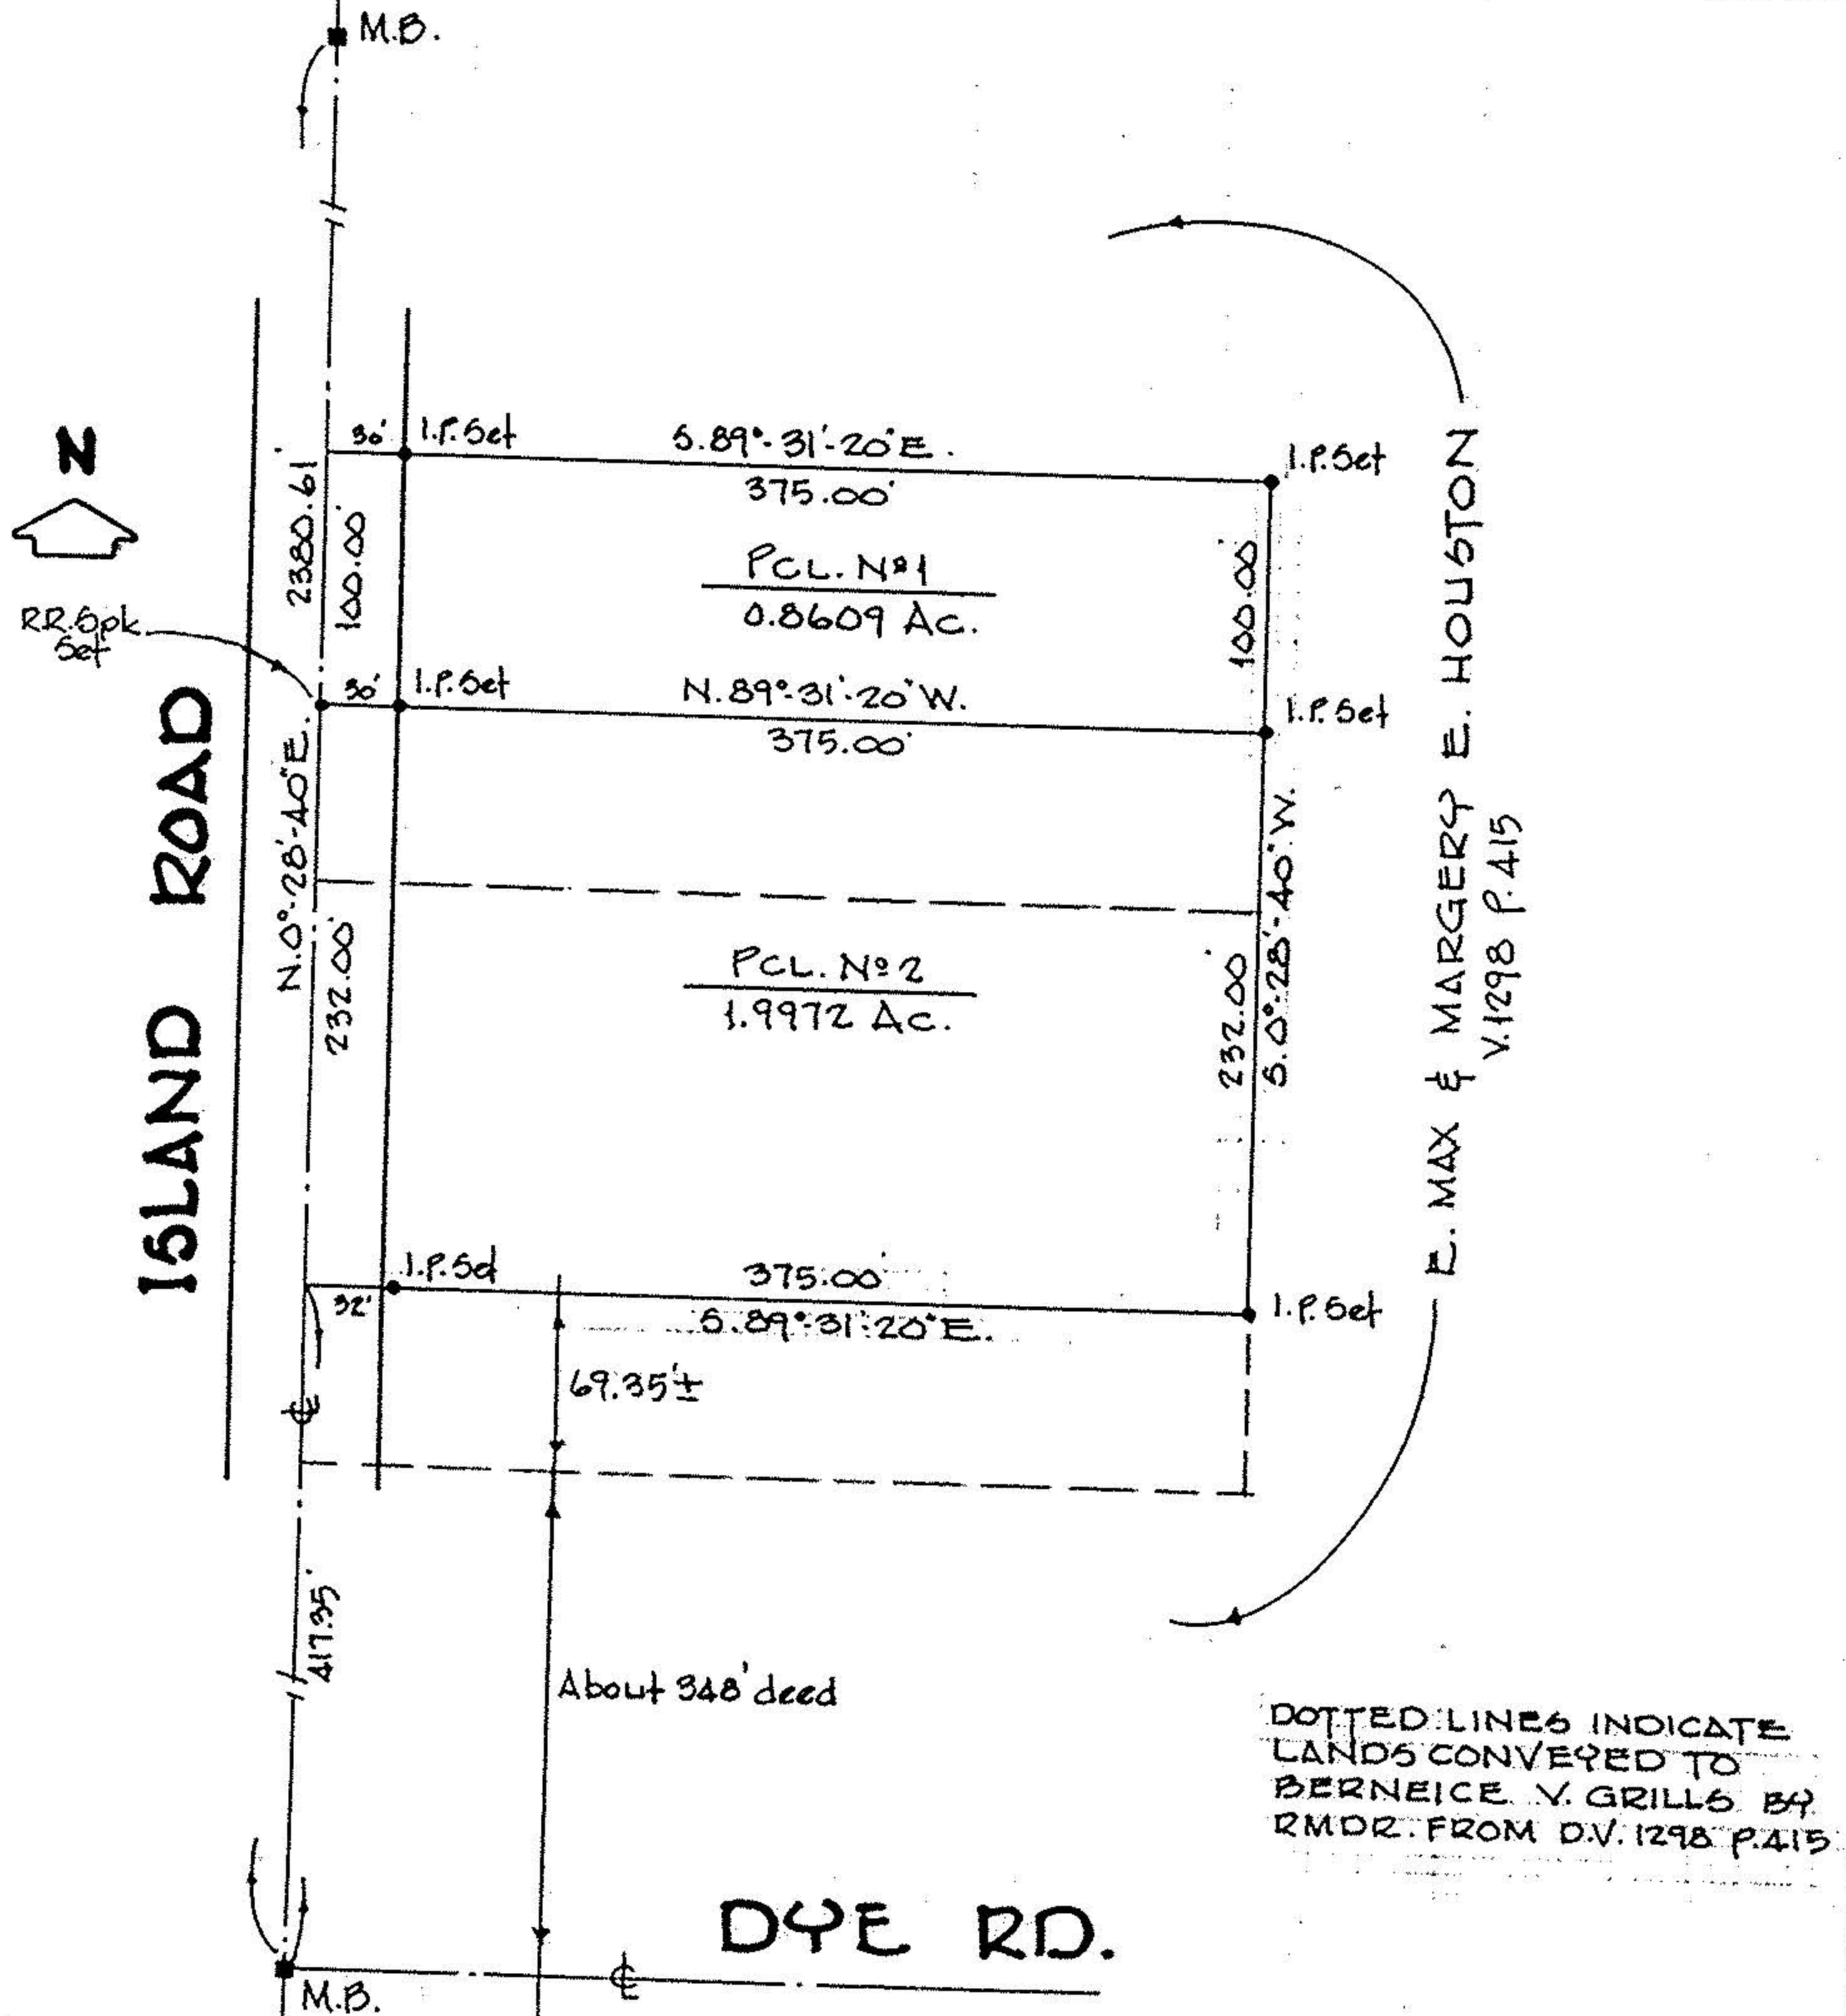 M.B.
30'
I.P. Set
S.89°-31'-20"E.
375.00'
I.P. Set
N
2380.61'
100.00'
PCL. Nº1
0.8609 AC.
100.00'
RR. Spk
Set
30'
I.P. Set
N.89°-31'-20"W.
375.00'
I.P. Set
ISLAND ROAD
N.0°-28'-40"E.
232.00'
PCL. Nº2
1.9972 AC.
232.00'
S.0°-28'-40"W.
E. MAX & MARGERY E. HOUSTON
V.1298 P.415
32'
I.P. Set
375.00'
S.89°-31'-20"E.
I.P. Set
69.35'±
℄
417.35'
About 348' deed
DOTTED LINES INDICATE
LANDS CONVEYED TO
BERNEICE V. GRILLS BY
RMDR. FROM D.V. 1298 P.415
DYE RD.
℄
M.B.